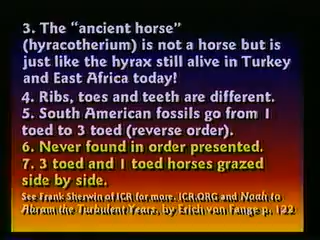 3. The "ancient horse"
(hyracotherium) is not a horse but is
just like the hyrax still alive in Turkey
and East Africa today!
4. Ribs, toes and teeth are different.
5. South American fossils go from 1
toed to 3 toed (reverse order).
6. Never found in order presented.
7. 3 toed and 1 toed horses grazed
side by side.
See Frank Sherwin of ICR for more. ICR.ORG and Noah to
Abram the Turbulent Years, by Erich von Fange p. 122